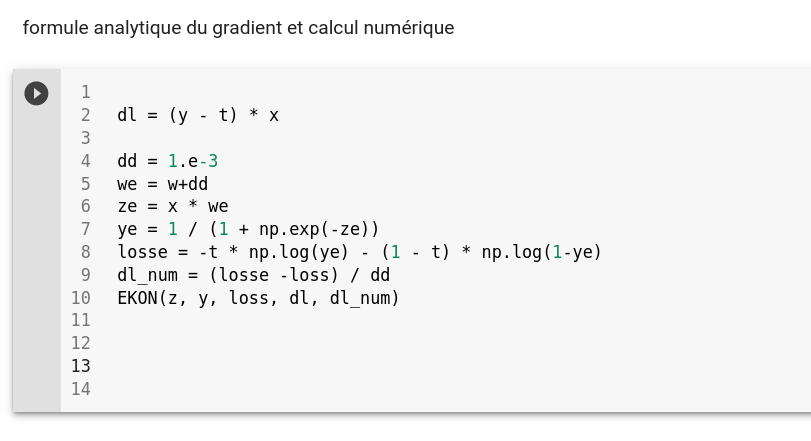 formule analytique du gradient et calcul numérique
1
2 dl = (y - t) * x
3
4 dd = 1.e-3
5 we = w+dd
6 ze = x * we
7 ye = 1 / (1 + np.exp(-ze))
8 losse = -t * np.log(ye) - (1 - t) * np.log(1-ye)
9 dl_num = (losse -loss) / dd
10 EKON(z, y, loss, dl, dl_num)
11
12
13
14